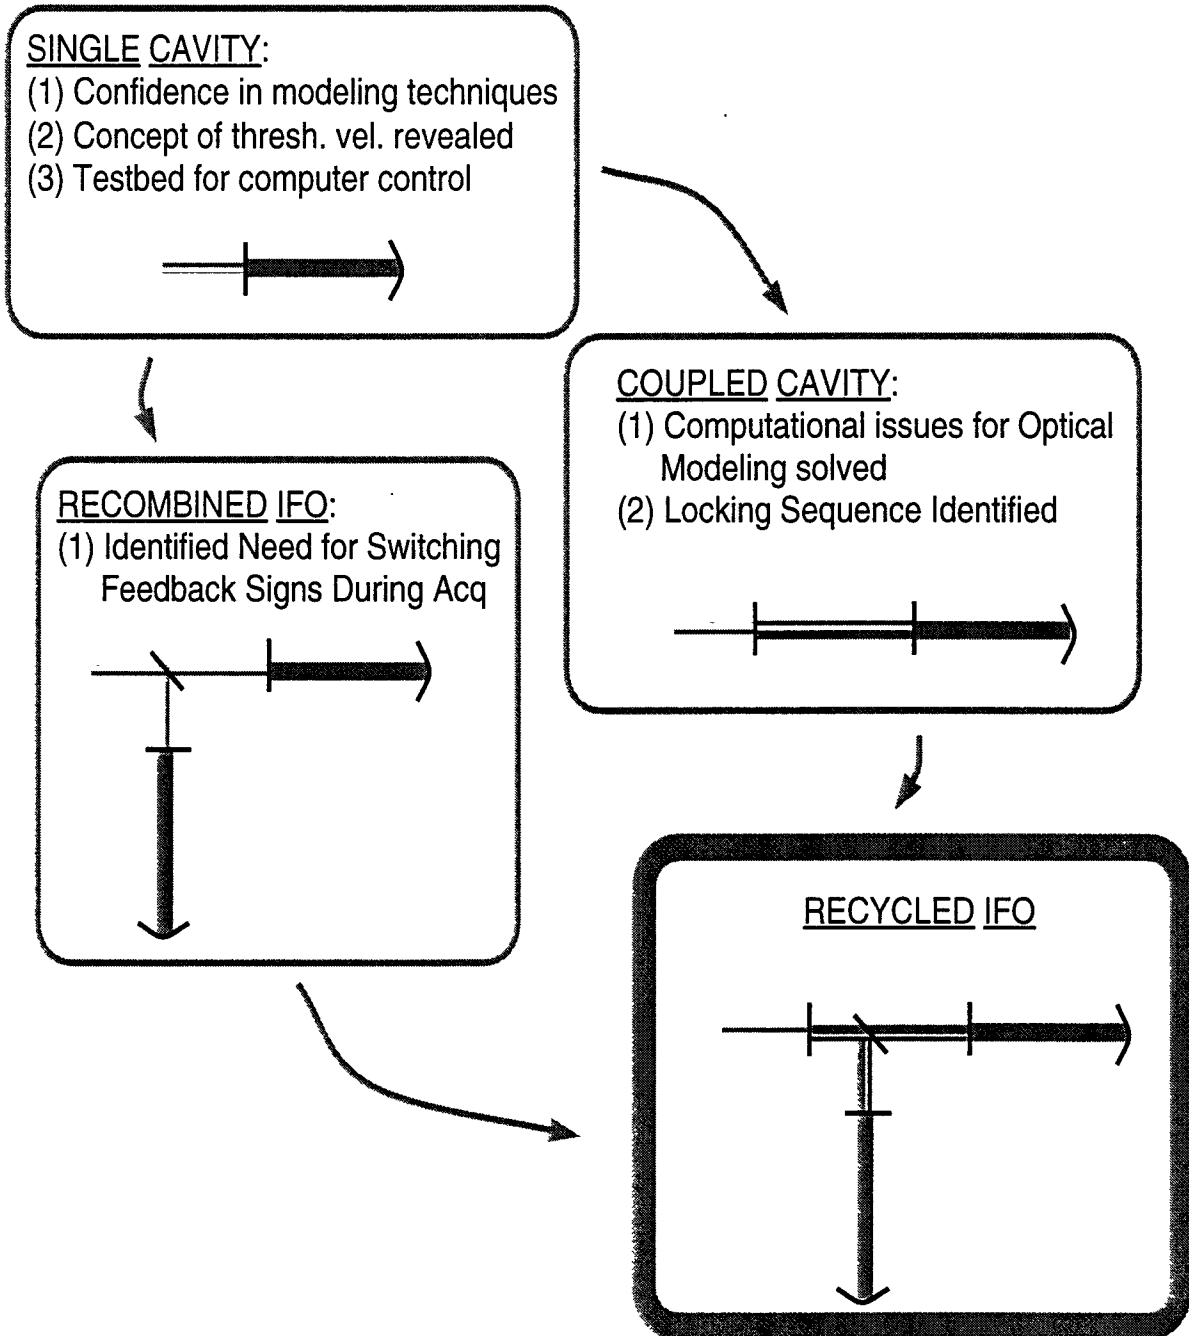 SINGLE CAVITY:
(1) Confidence in modeling techniques
(2) Concept of thresh. vel. revealed
(3) Testbed for computer control
COUPLED CAVITY:
(1) Computational issues for Optical
Modeling solved
(2) Locking Sequence Identified
RECOMBINED IFO:
(1) Identified Need for Switching
Feedback Signs During Acq
RECYCLED IFO